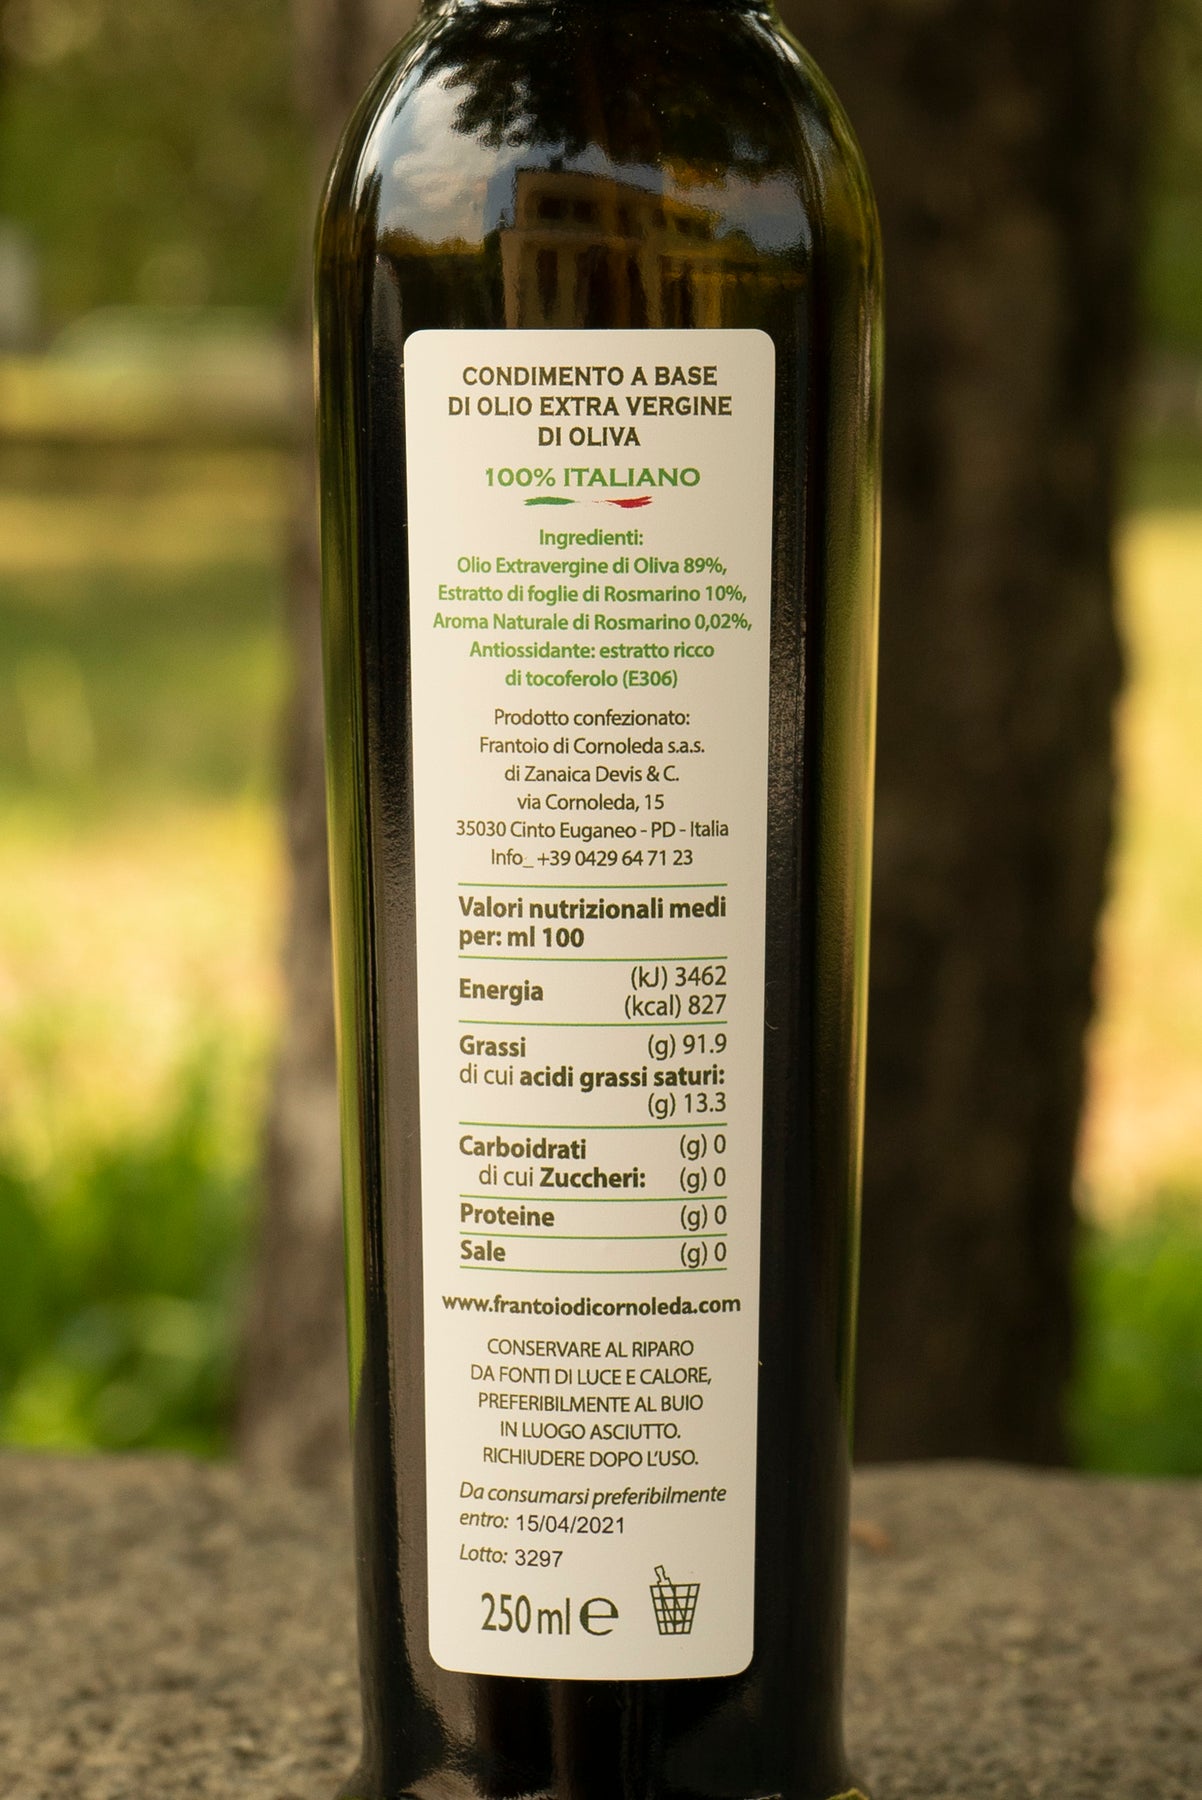 CONDIMENTO A BASE
DI OLIO EXTRA VERGINE
DI OLIVA
100% ITALIANO
Ingredienti:
Olio Extravergine di Oliva 89%,
Estratto di foglie di Rosmarino 10%,
Aroma Naturale di Rosmarino 0,02%,
Antiossidante: estratto ricco
di tocoferolo (E306)
Prodotto confezionato:
Frantoio di Cornoleda s.a.s.
di Zanaica Devis & C.
via Cornoleda, 15
35030 Cinto Euganeo - PD - Italia
Info_ +39 0429 64 71 23
Valori nutrizionali medi
per: ml 100
Energia (kJ) 3462
(kcal) 827
Grassi (g) 91.9
di cui acidi grassi saturi:
(g) 13.3
Carboidrati (g) 0
di cui Zuccheri: (g) 0
Proteine (g) 0
Sale (g) 0
www.frantoiodicornoleda.com
CONSERVARE AL RIPARO
DA FONTI DI LUCE E CALORE,
PREFERIBILMENTE AL BUIO
IN LUOGO ASCIUTTO.
RICHIUDERE DOPO L'USO.
Da consumarsi preferibilmente
entro: 15/04/2021
Lotto: 3297
250 ml e